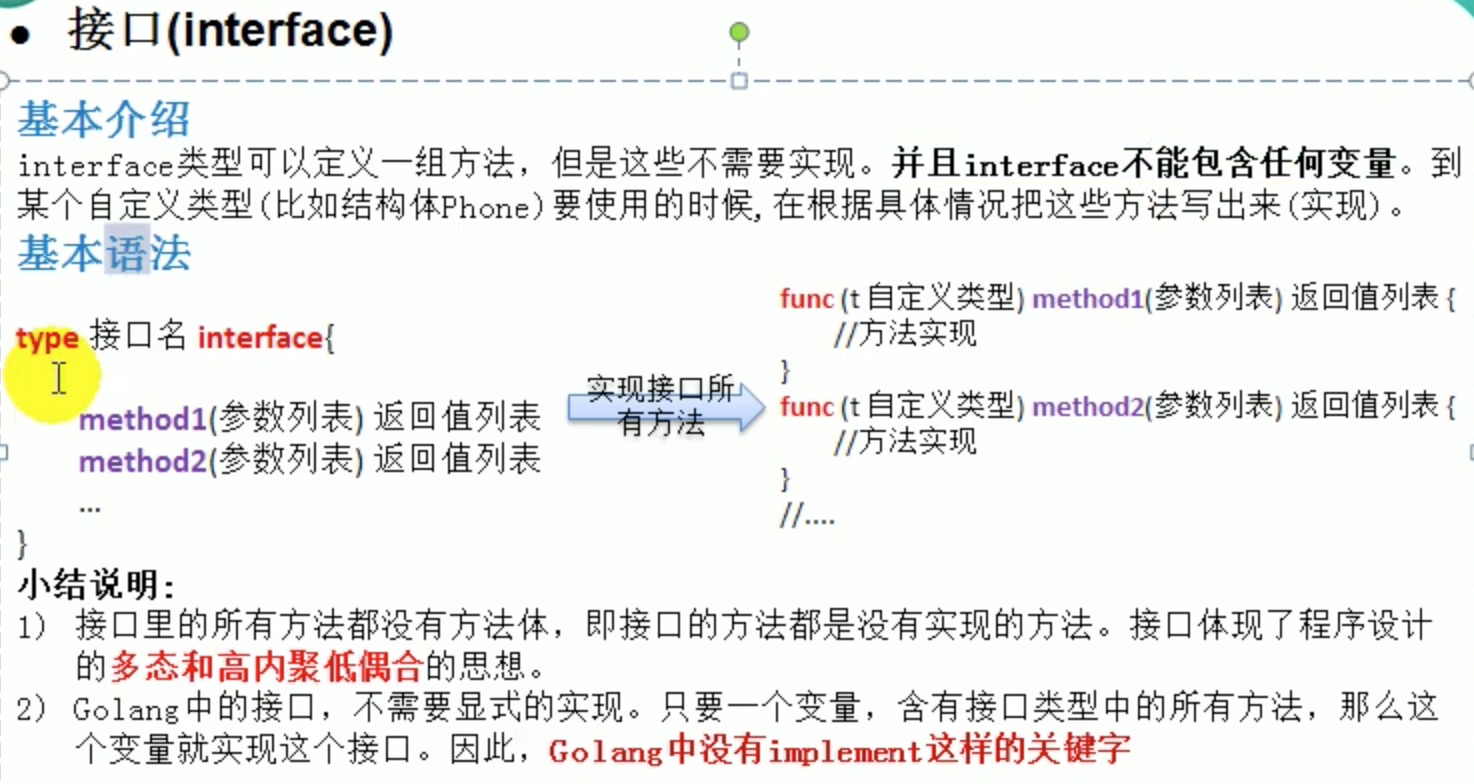 ● 接口(interface)
基本介绍
interface类型可以定义一组方法，但是这些不需要实现。并且interface不能包含任何变量。到
某个自定义类型(比如结构体Phone)要使用的时候,在根据具体情况把这些方法写出来(实现)。
基本语法
type 接口名 interface{
method1(参数列表) 返回值列表
method2(参数列表) 返回值列表
...
}
实现接口所
有方法
func (t 自定义类型) method1(参数列表) 返回值列表 {
//方法实现
}
func (t 自定义类型) method2(参数列表) 返回值列表 {
//方法实现
}
//....
小结说明:
1) 接口里的所有方法都没有方法体，即接口的方法都是没有实现的方法。接口体现了程序设计
的多态和高内聚低偶合的思想。
2) Golang中的接口，不需要显式的实现。只要一个变量，含有接口类型中的所有方法，那么这
个变量就实现这个接口。因此，Golang中没有implement这样的关键字